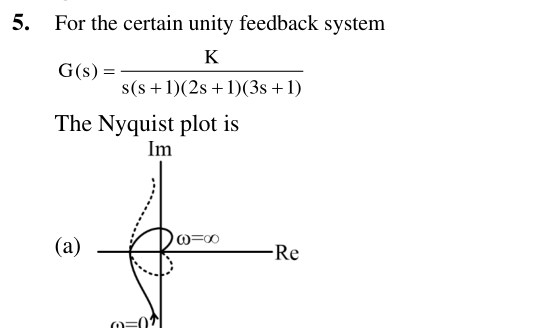 5. For the certain unity feedback system
G(s) = K / s(s+1)(2s+1)(3s+1)
The Nyquist plot is
Im
(a)
ω=∞
Re
ω=0